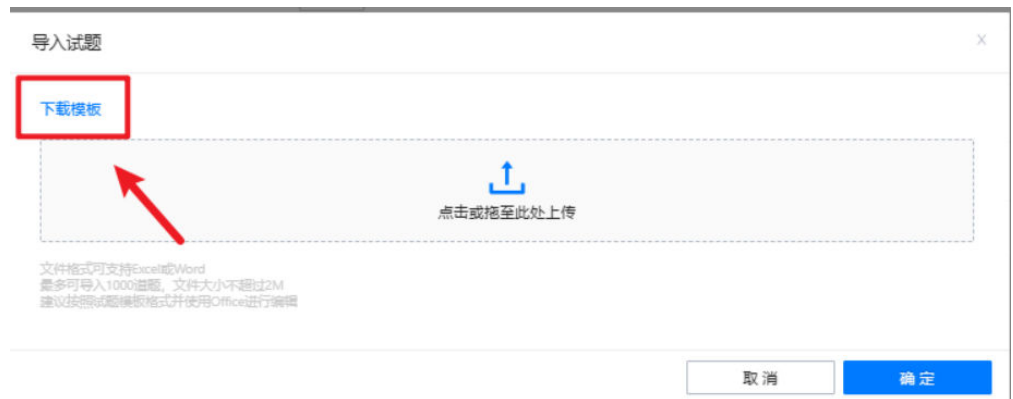 导入试题
下载模板
点击或拖至此处上传
文件格式可支持Excel或Word
最多可导入1000道题，文件大小不超过2M
建议按照试题模板格式并使用Office进行编辑
取消
确定